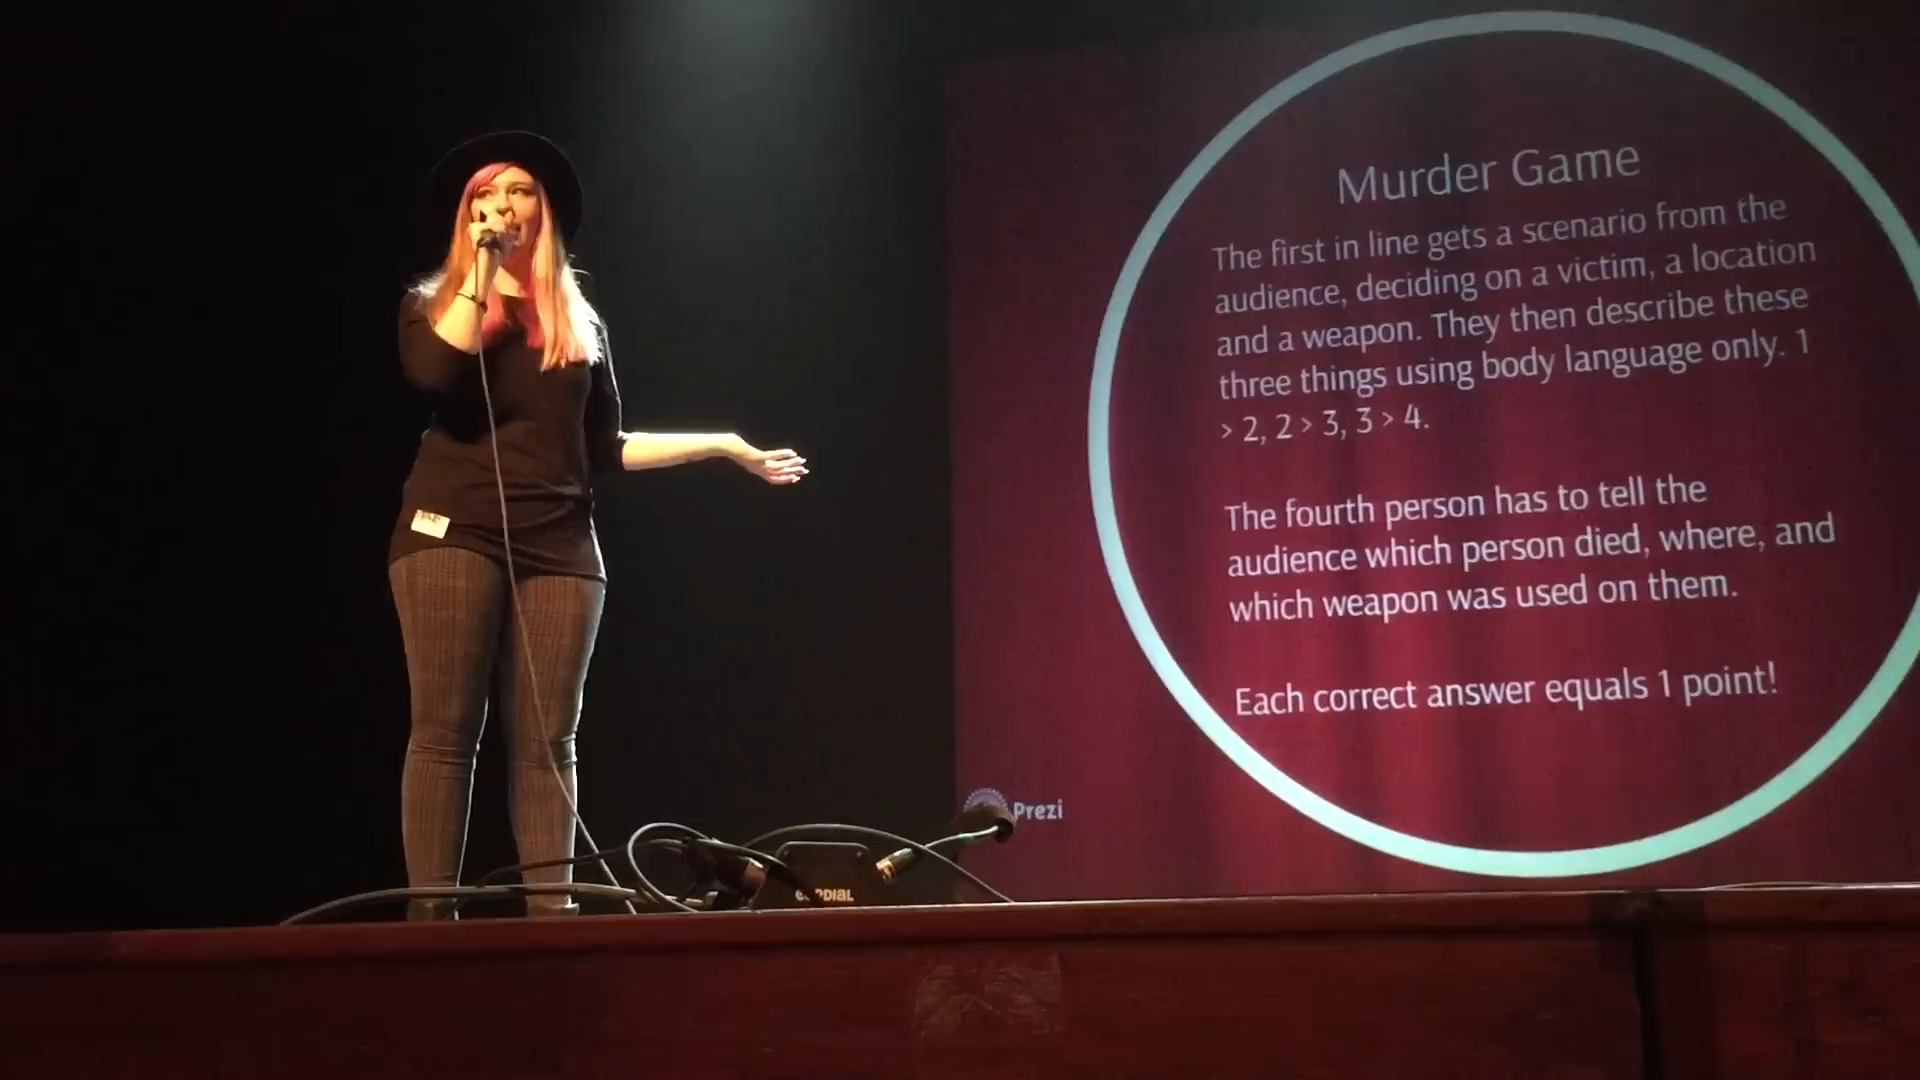 Murder Game
The first in line gets a scenario from the
audience, deciding on a victim, a location
and a weapon. They then describe these
three things using body language only. 1
> 2, 2 > 3, 3 > 4.
The fourth person has to tell the
audience which person died, where, and
which weapon was used on them.
Each correct answer equals 1 point!
Prezi